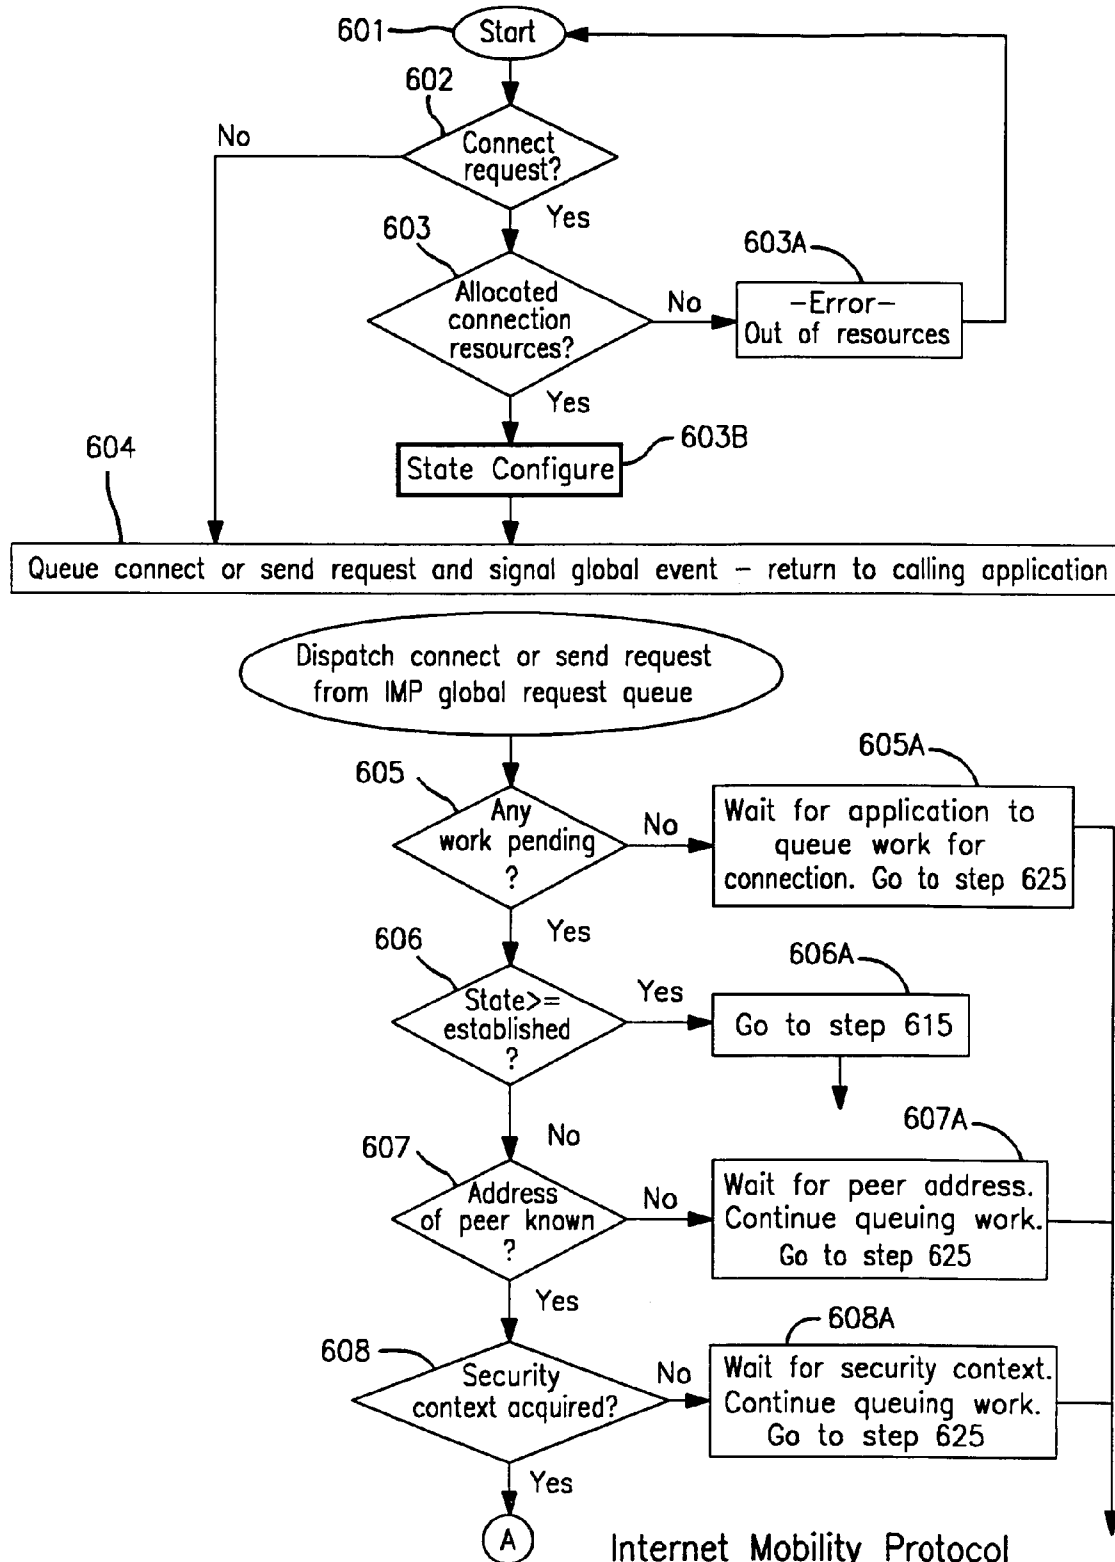 601
Start
602
No
Connect
request?
Yes
603
603A
Allocated
connection
resources?
No
-Error-
Out of resources
Yes
604
603B
State Configure
Queue connect or send request and signal global event – return to calling application
Dispatch connect or send request
from IMP global request queue
605
605A
Any
work pending
?
No
Wait for application to
queue work for
connection. Go to step 625
Yes
606
606A
State>=
established
?
Yes
Go to step 615
No
607
607A
Address
of peer known
?
No
Wait for peer address.
Continue queuing work.
Go to step 625
Yes
608
608A
Security
context acquired?
No
Wait for security context.
Continue queuing work.
Go to step 625
Yes
A
Internet Mobility Protocol